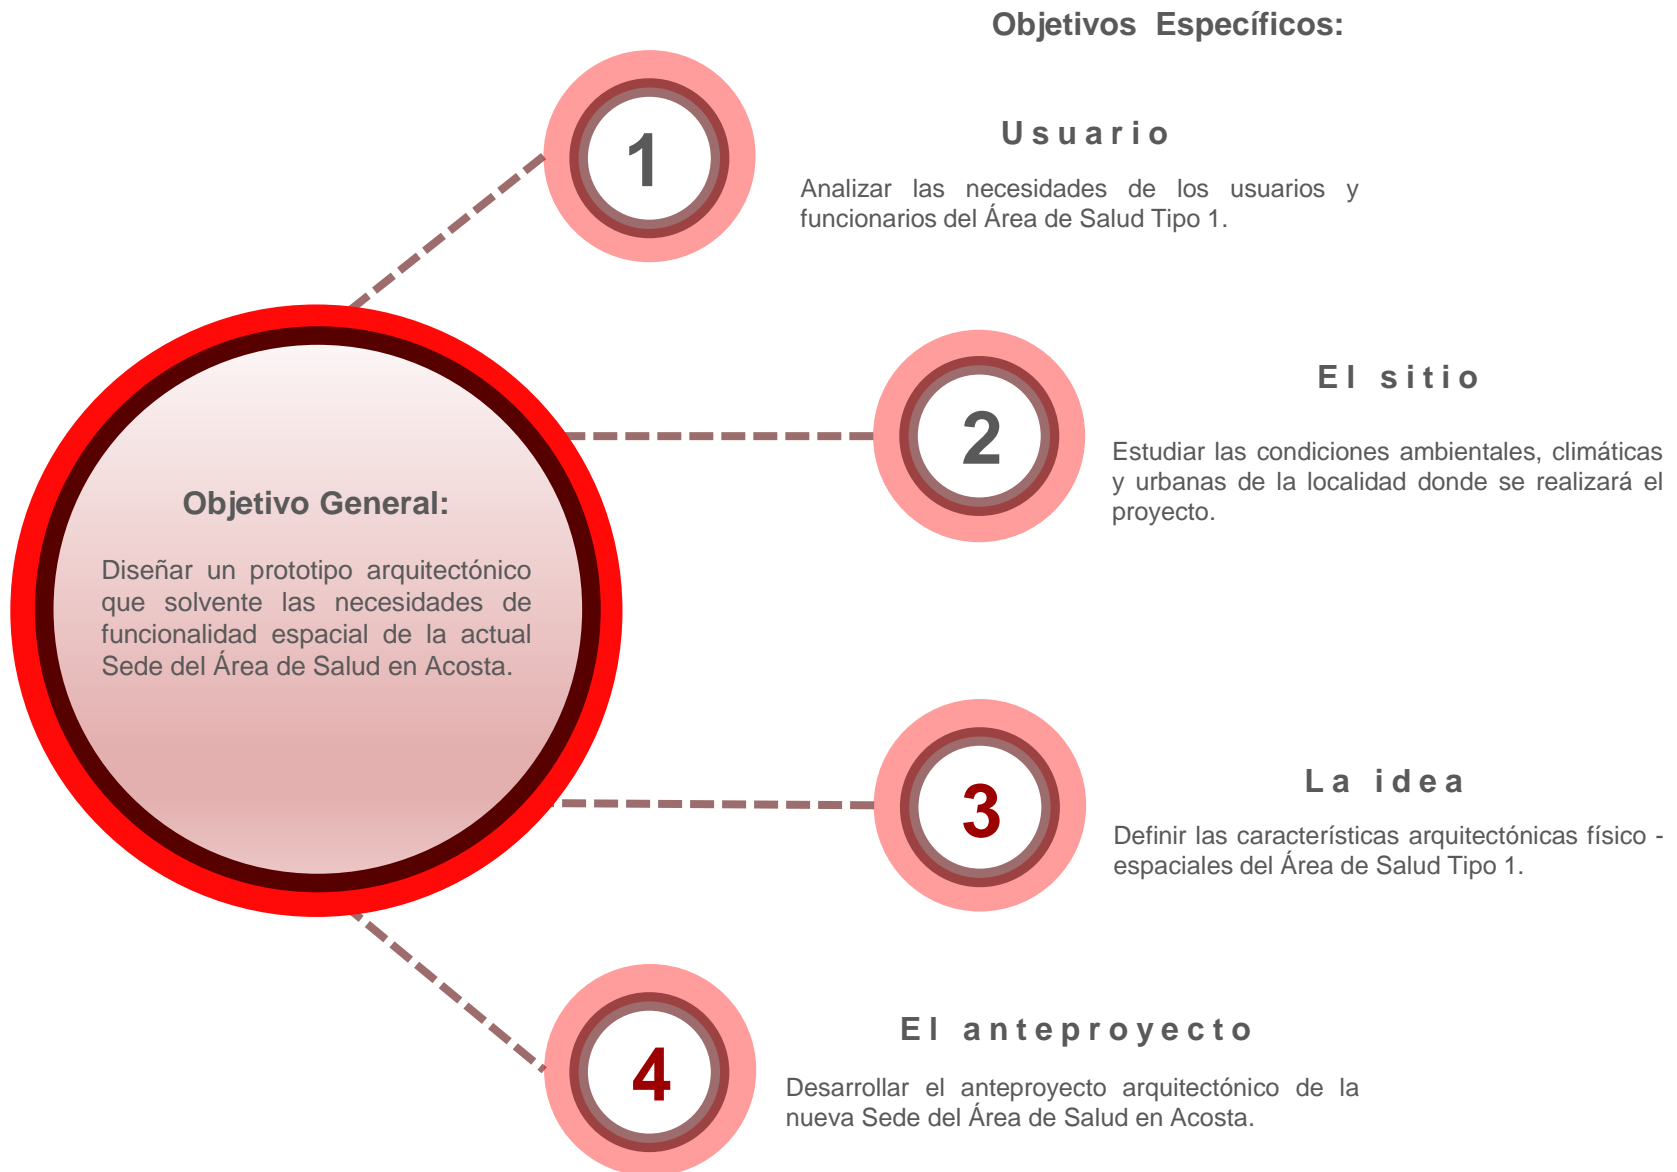 Objetivos Específicos:
1
Usuario
Analizar las necesidades de los usuarios y
funcionarios del Área de Salud Tipo 1.
2
El sitio
Estudiar las condiciones ambientales, climáticas
y urbanas de la localidad donde se realizará el
proyecto.
Objetivo General:
Diseñar un prototipo arquitectónico
que solvente las necesidades de
funcionalidad espacial de la actual
Sede del Área de Salud en Acosta.
3
La idea
Definir las características arquitectónicas físico -
espaciales del Área de Salud Tipo 1.
4
El anteproyecto
Desarrollar el anteproyecto arquitectónico de la
nueva Sede del Área de Salud en Acosta.